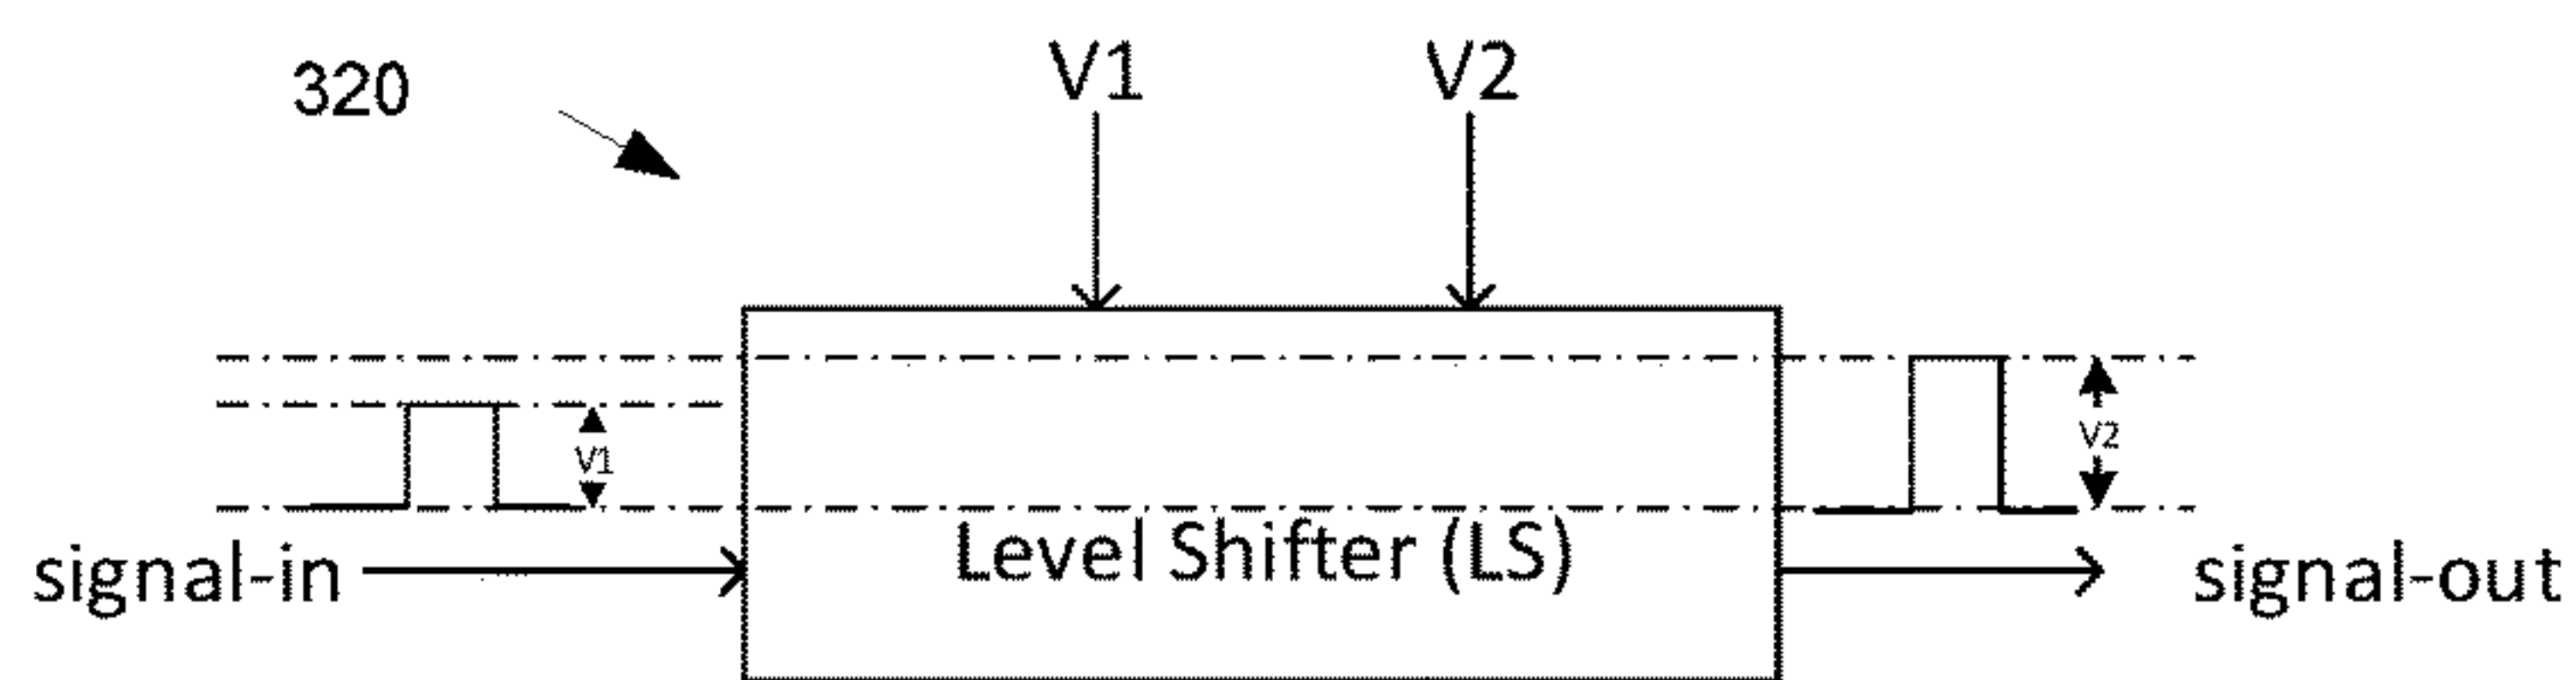 320
V1
V2
V1
V2
signal-in
Level Shifter (LS)
signal-out